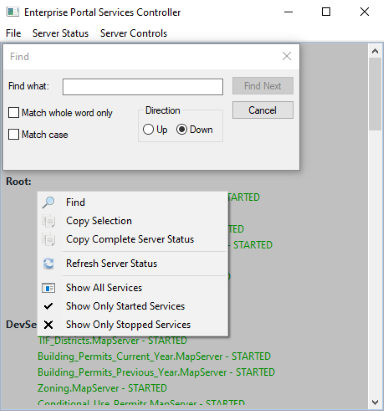 Enterprise Portal Services Controller
File Server Status Server Controls
Find
Find what: Find Next
Match whole word only Direction Cancel
Match case Up Down
Root:
STARTED
Find
Copy Selection
- STARTED
Copy Complete Server Status
- STARTED
Refresh Server Status
Show All Services
Show Only Started Services
Show Only Stopped Services
TIF_Districts.MapServer - STARTED
Building_Permits_Current_Year.MapServer - STARTED
Building_Permits_Previous_Year.MapServer - STARTED
Zoning.MapServer - STARTED
Conditional_Use_Permits.MapServer - STARTED